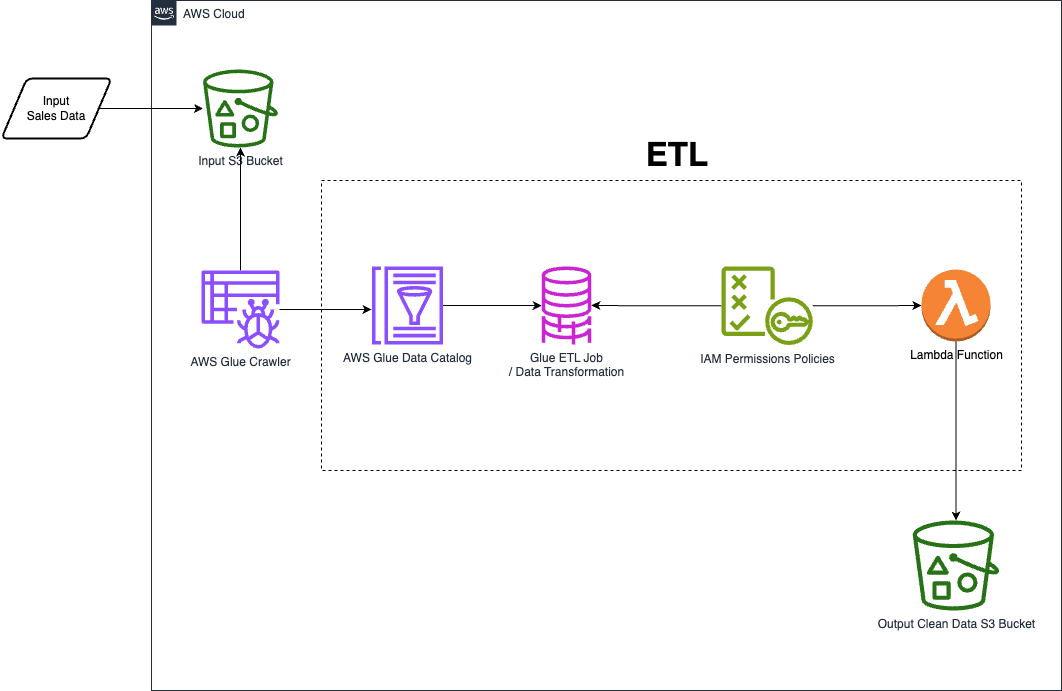 aws
AWS Cloud
Input
Sales Data
Input S3 Bucket
ETL
AWS Glue Crawler
AWS Glue Data Catalog
Glue ETL Job
/ Data Transformation
IAM Permissions Policies
Lambda Function
Output Clean Data S3 Bucket